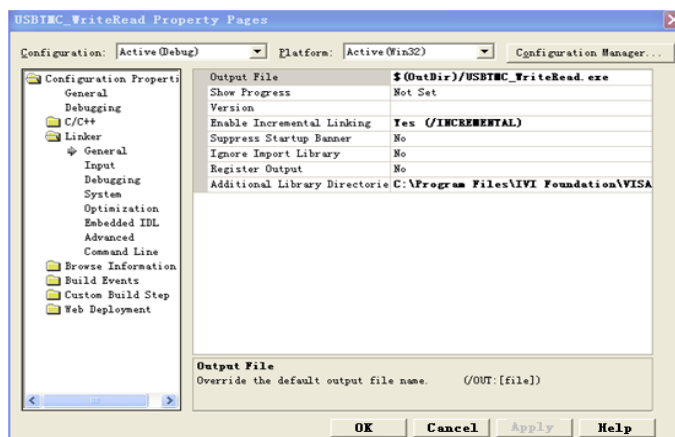 USBTMC_WriteRead Property Pages
Configuration: Active(Debug) Platform: Active(Win32) Configuration Manager...
Configuration Properti
General
Debugging
C/C++
Linker
General
Input
Debugging
System
Optimization
Embedded IDL
Advanced
Command Line
Browse Information
Build Events
Custom Build Step
Web Deployment
Output File $(OutDir)/USBTMC_WriteRead.exe
Show Progress Not Set
Version
Enable Incremental Linking Yes (/INCREMENTAL)
Suppress Startup Banner No
Ignore Import Library No
Register Output No
Additional Library Directorie C:\Program Files\IVI Foundation\VISA
Output File
Override the default output file name. (/OUT:[file])
OK Cancel Apply Help